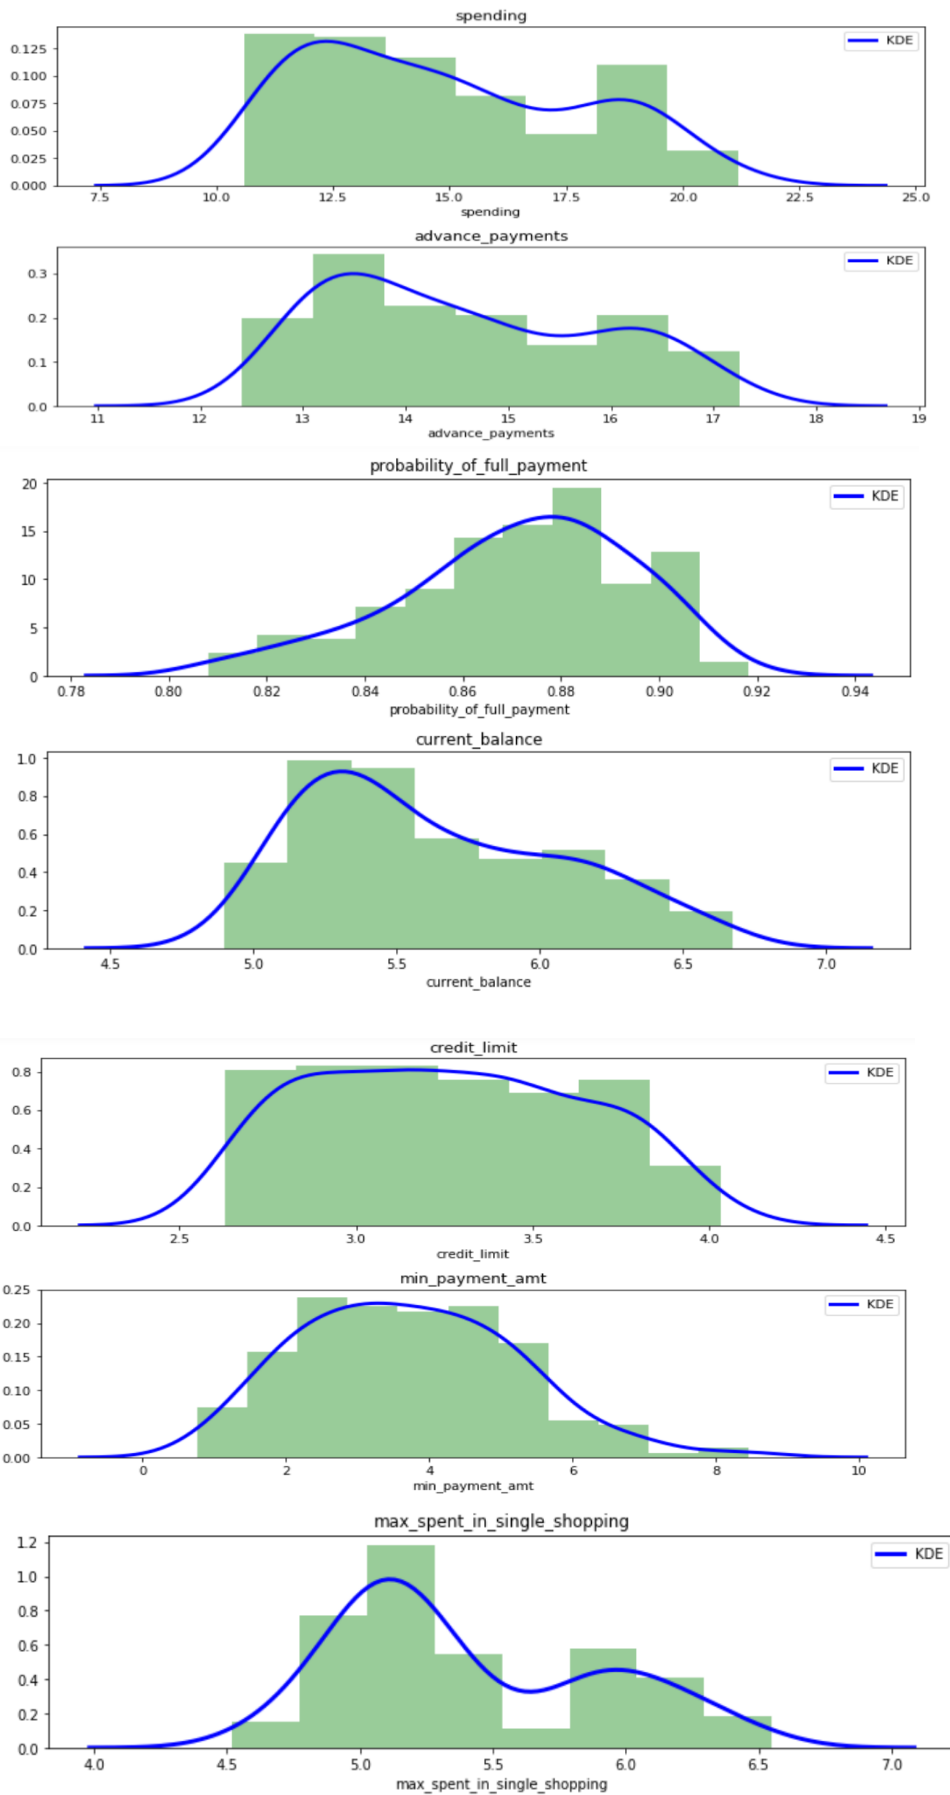 spending
KDE
0.125
0.100
0.075
0.050
0.025
0.000
7.5 10.0 12.5 15.0 17.5 20.0 22.5 25.0
spending
advance_payments
KDE
0.3
0.2
0.1
0.0
11 12 13 14 15 16 17 18 19
advance_payments
probability_of_full_payment
KDE
20
15
10
5
0
0.78 0.80 0.82 0.84 0.86 0.88 0.90 0.92 0.94
probability_of_full_payment
current_balance
KDE
1.0
0.8
0.6
0.4
0.2
0.0
4.5 5.0 5.5 6.0 6.5 7.0
current_balance
credit_limit
KDE
0.8
0.6
0.4
0.2
0.0
2.5 3.0 3.5 4.0 4.5
credit_limit
min_payment_amt
KDE
0.25
0.20
0.15
0.10
0.05
0.00
0 2 4 6 8 10
min_payment_amt
max_spent_in_single_shopping
KDE
1.2
1.0
0.8
0.6
0.4
0.2
0.0
4.0 4.5 5.0 5.5 6.0 6.5 7.0
max_spent_in_single_shopping